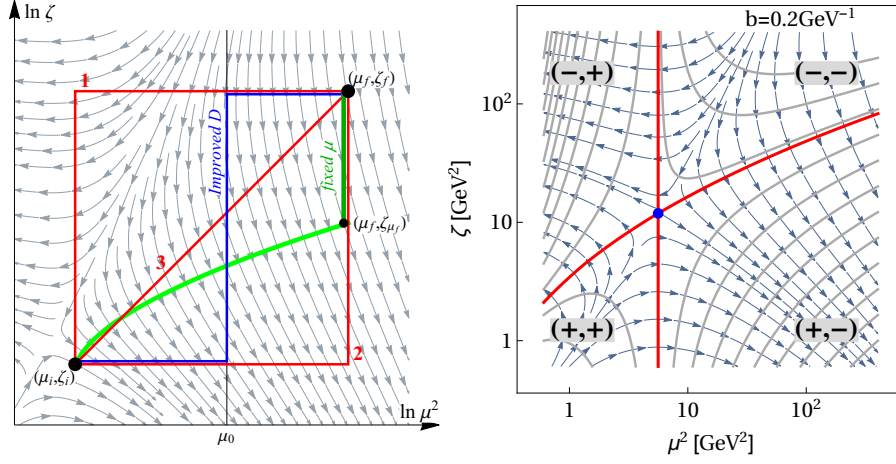 ln ζ
1
(μf,ζf)
Improved D
fixed μ
(μf,ζμf)
3
2
(μi,ζi)
ln μ²
μ0
b=0.2GeV⁻¹
(−,+)
(−,−)
10²
ζ [GeV²]
10
1
(+,+)
(+,−)
1
10
10²
μ² [GeV²]